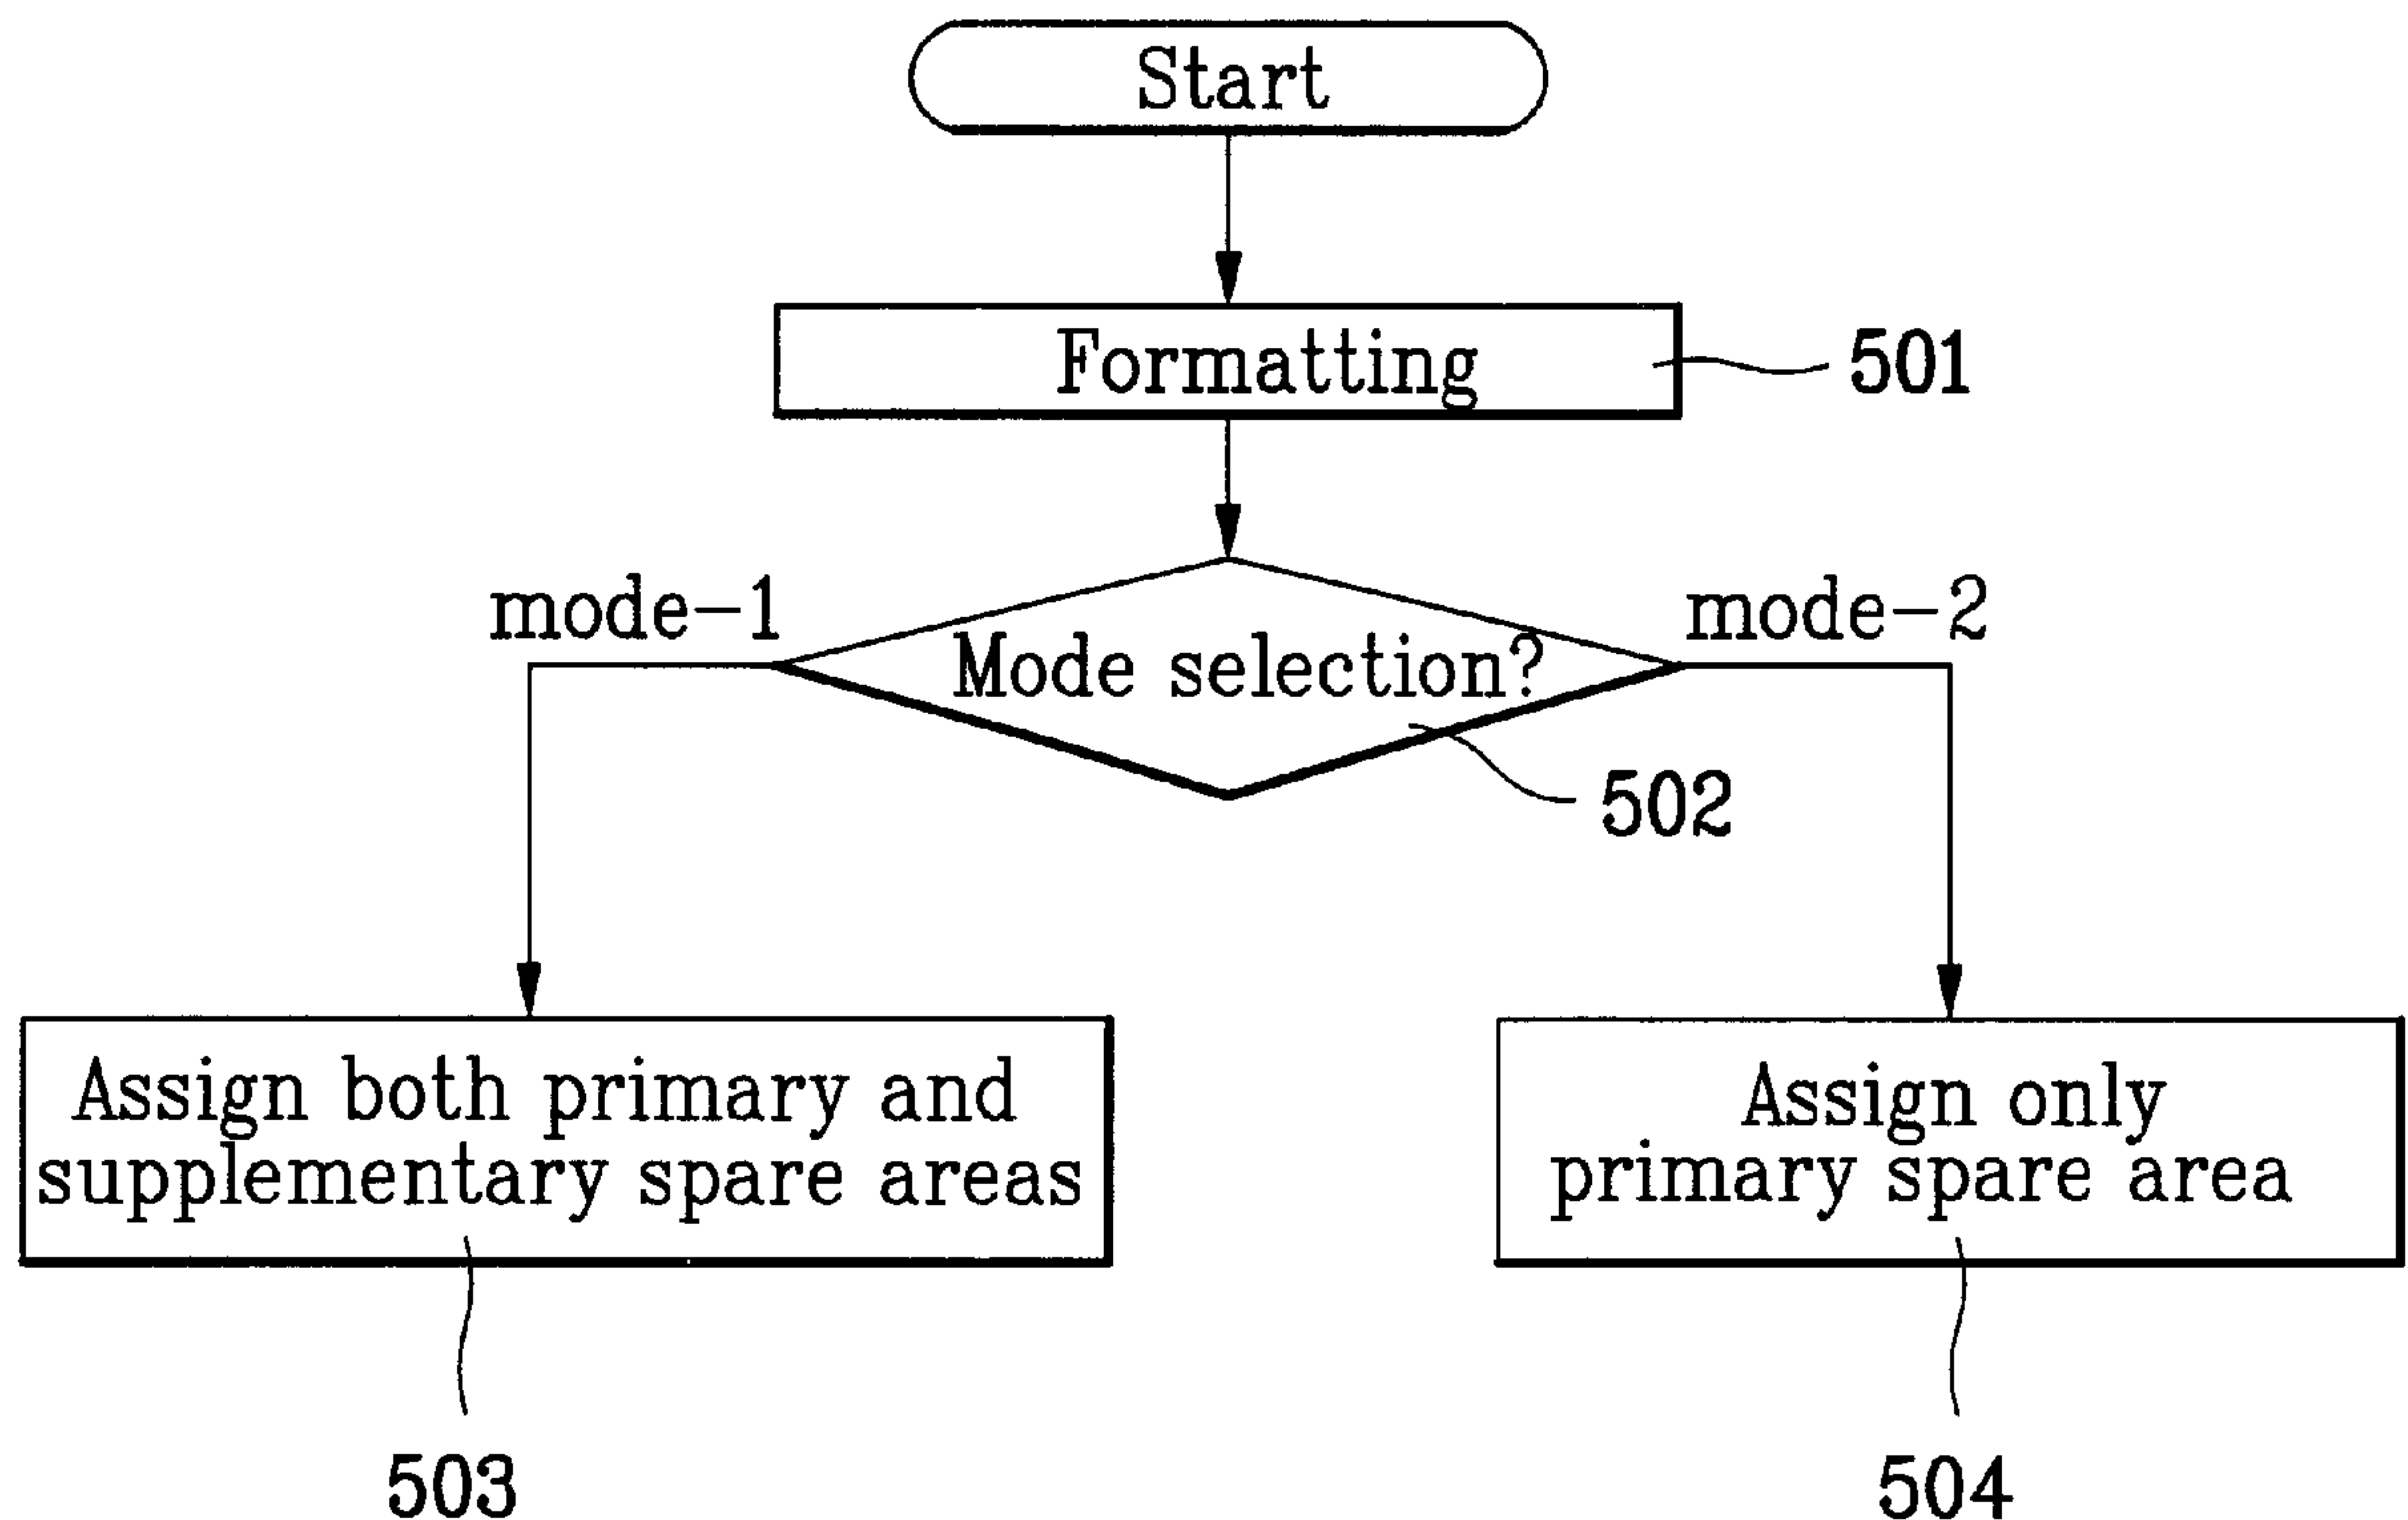 Start
Formatting
501
mode-1
mode-2
Mode selection?
502
Assign both primary and
supplementary spare areas
Assign only
primary spare area
503
504